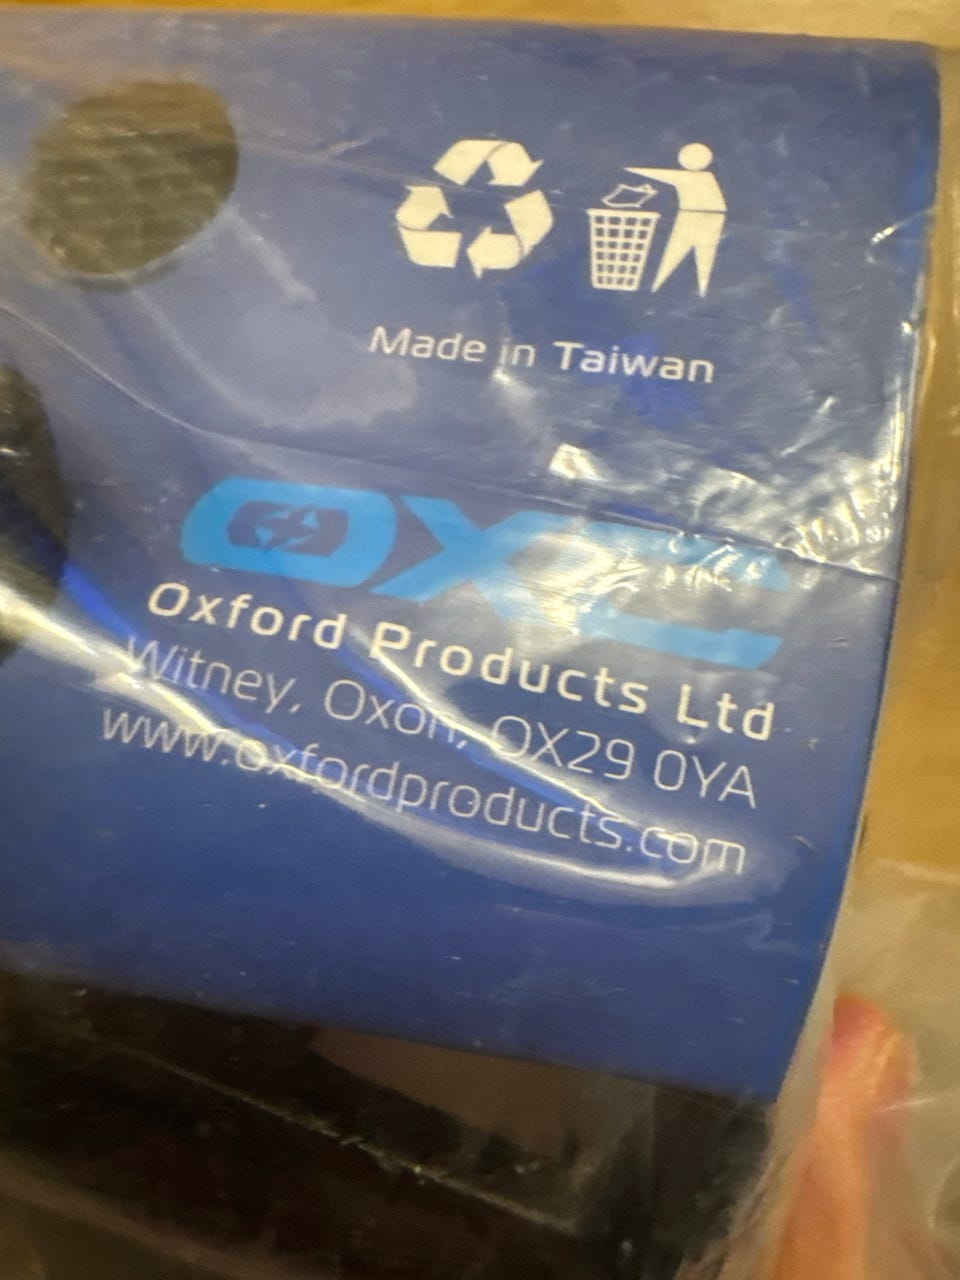 Made in Taiwan
OXC
Oxford Products Ltd
Witney, Oxon, OX29 0YA
www.oxfordproducts.com